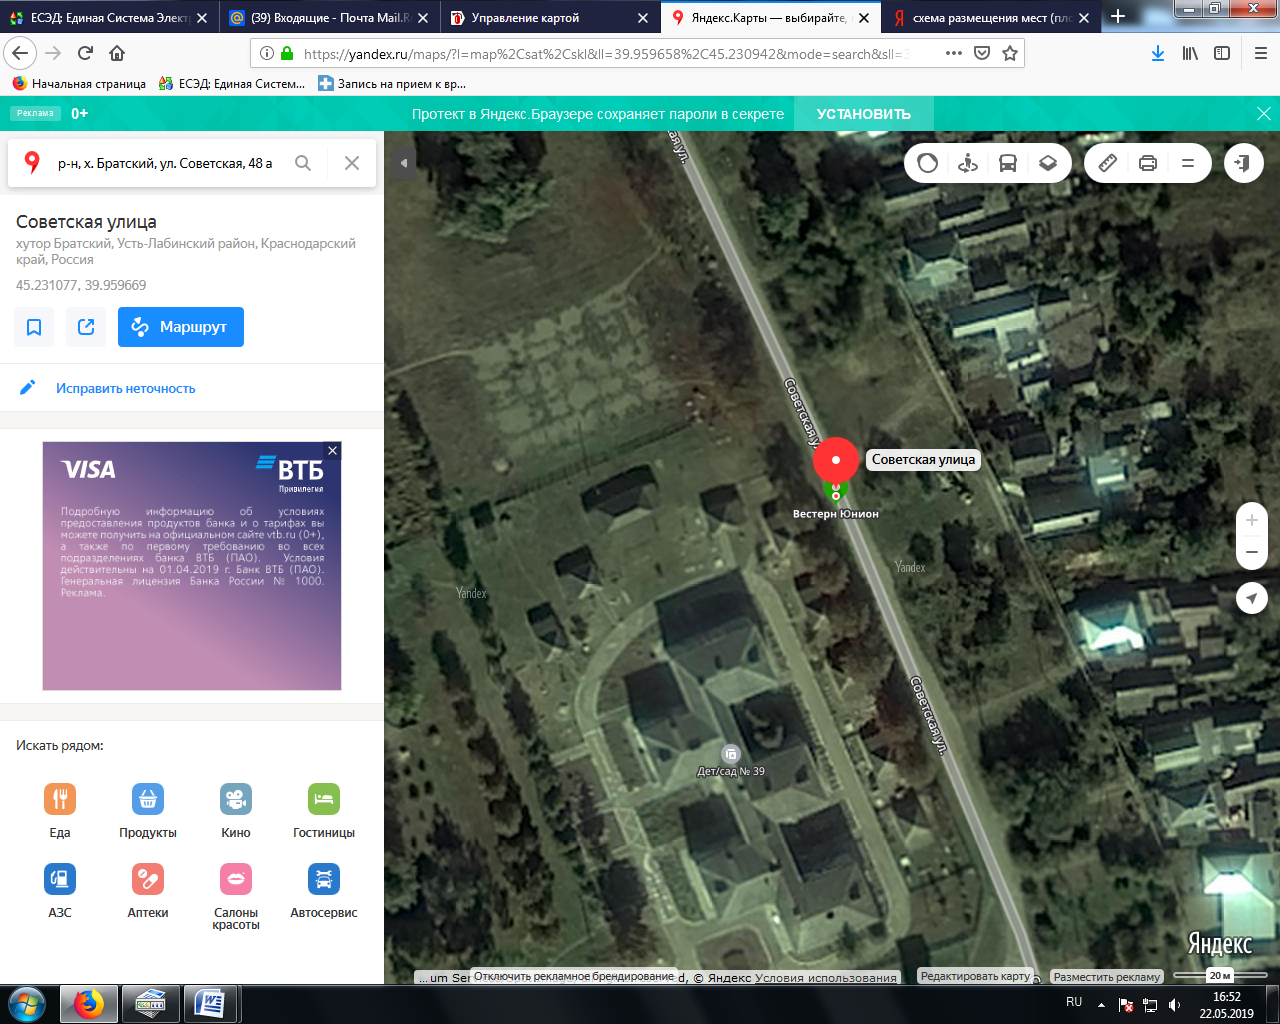 ЕСЭД: Единая Система Элект
(39) Входящие - Почта Mail.R
Управление картой
Яндекс.Карты — выбирайте,
схема размещения мест (пло
https://yandex.ru/maps/?l=map%2Csat%2Cskl&ll=39.959658%2C45.230942&mode=search&sll=
Начальная страница
ЕСЭД: Единая Систем...
Запись на прием к вр...
Реклама
0+
Протект в Яндекс.Браузере сохраняет пароли в секрете
УСТАНОВИТЬ
р-н, х. Братский, ул. Советская, 48 а
Советская улица
хутор Братский, Усть-Лабинский район, Краснодарский
край, Россия
45.231077, 39.959669
Маршрут
Исправить неточность
VISA
ВТБ
Привилегия
Подробную информацию об условиях
предоставления продуктов банка и о тарифах вы
можете получить на официальном сайте vtb.ru (0+),
а также по первому требованию во всех
подразделениях банка ВТБ (ПАО). Условия
действительны на 01.04.2019 г. Банк ВТБ (ПАО).
Генеральная лицензия Банка России № 1000.
Реклама.
Искать рядом:
Еда
Продукты
Кино
Гостиницы
АЗС
Аптеки
Салоны
красоты
Автосервис
ая ул.
Советская ул
Советская улица
Вестерн Юнион
Yandex
Yandex
Советская ул.
Дет/сад № 39
Яндекс
...um Ser
Отключить рекламное брендирование
d, © Яндекс Условия использования
Редактировать карту
Разместить рекламу
20 м
RU
16:52
22.05.2019